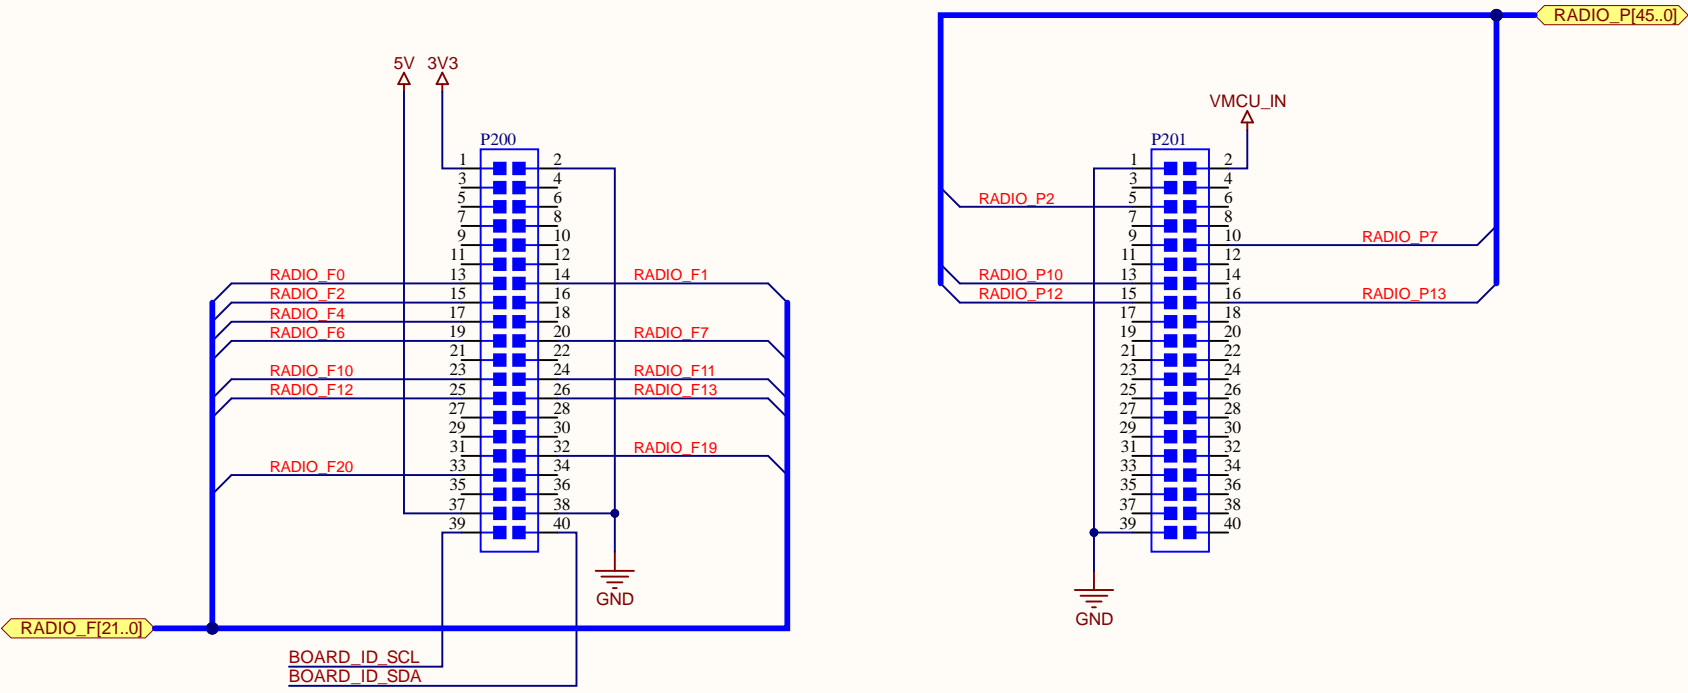 RADIO_P[45..0]
5V 3V3
VMCU_IN
P200
P201
1 2
3 4
5 6
7 8
9 10
11 12
RADIO_F0 13 14 RADIO_F1
RADIO_F2 15 16
RADIO_F4 17 18
RADIO_F6 19 20 RADIO_F7
21 22
RADIO_F10 23 24 RADIO_F11
RADIO_F12 25 26 RADIO_F13
27 28
29 30
31 32 RADIO_F19
RADIO_F20 33 34
35 36
37 38
39 40
GND
1 2
3 4
RADIO_P2 5 6
7 8
9 10 RADIO_P7
11 12
RADIO_P10 13 14
RADIO_P12 15 16 RADIO_P13
17 18
19 20
21 22
23 24
25 26
27 28
29 30
31 32
33 34
35 36
37 38
39 40
GND
RADIO_F[21..0]
BOARD_ID_SCL
BOARD_ID_SDA